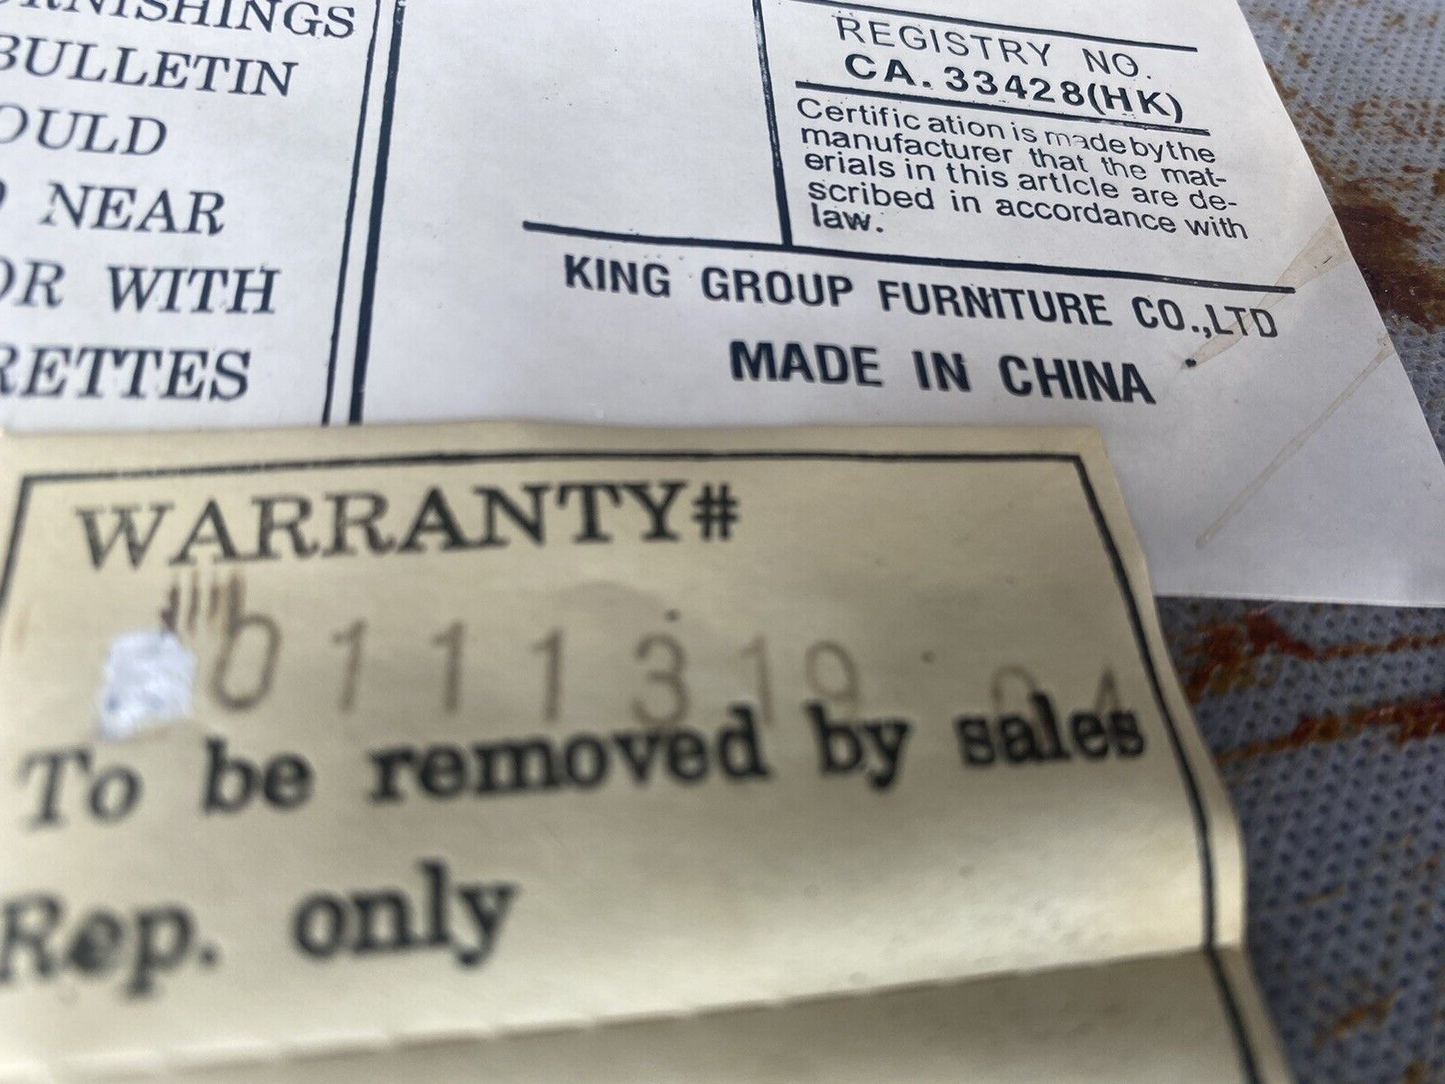 RNISHINGS
BULLETIN
OULD
NEAR
OR WITH
RETTES
REGISTRY NO.
CA. 33428(HK)
Certification is made by the
manufacturer that the mat-
erials in this article are de-
scribed in accordance with
law.
KING GROUP FURNITURE CO.,LTD
MADE IN CHINA
WARRANTY#
0111319
To be removed by sales
Rep. only